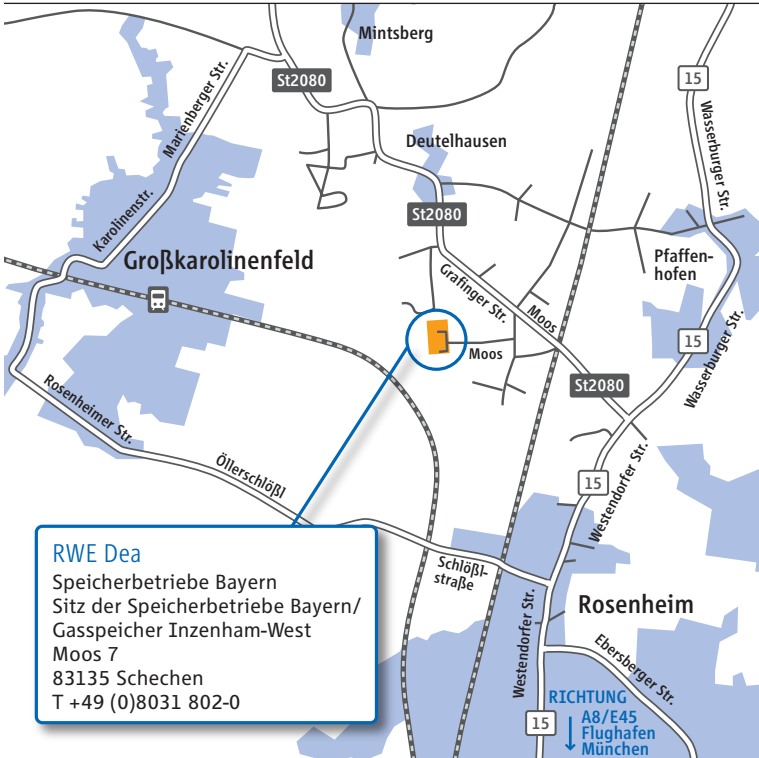 Mintsberg
St2080
15
Marienberger Str.
Wasserburger Str.
Deutelhausen
Karolinenstr.
St2080
Großkarolinenfeld
Pfaffen-
hofen
Grafinger Str.
Moos
15
Moos
Wasserburger Str.
St2080
Rosenheimer Str.
Öllerschlößl
15
Westendorfer Str.
Schlößl-
straße
RWE Dea
Speicherbetriebe Bayern
Sitz der Speicherbetriebe Bayern/
Gasspeicher Inzenham-West
Moos 7
83135 Schechen
T +49 (0)8031 802-0
Rosenheim
Westendorfer Str.
Ebersberger Str.
RICHTUNG
A8/E45
Flughafen
München
15